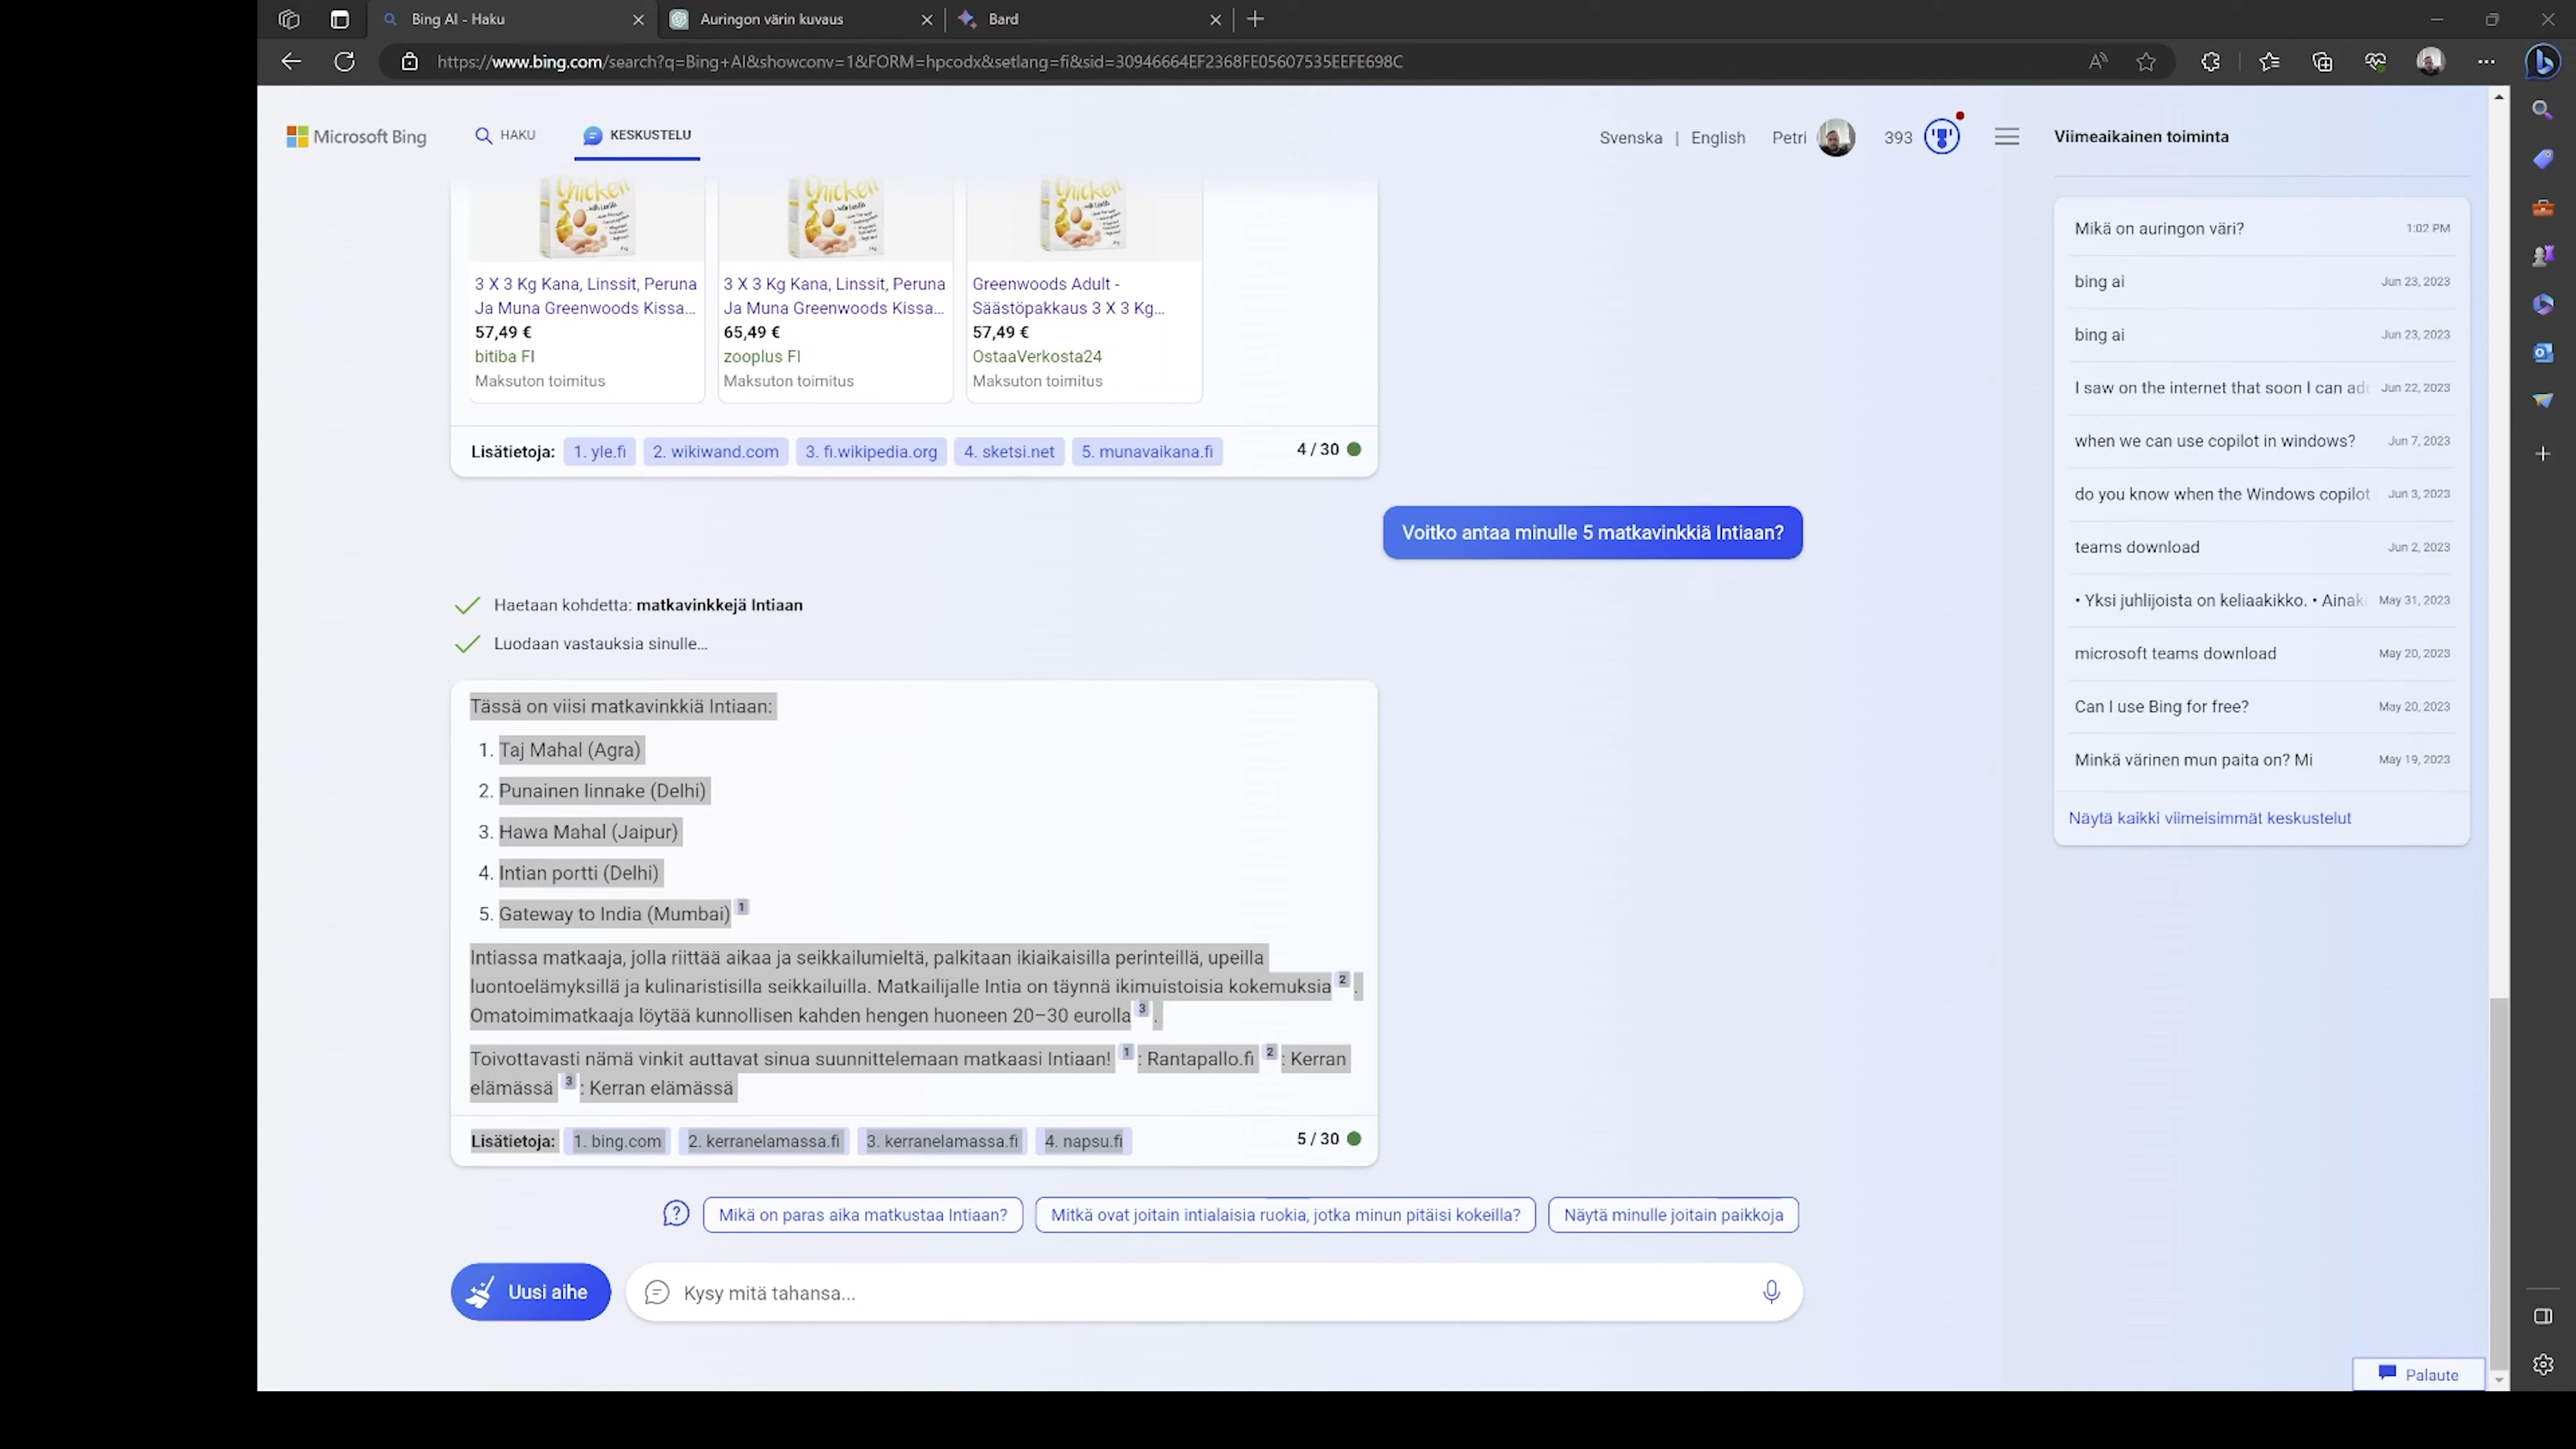 Bing AI - Haku
Auringon värin kuvaus
Bard
https://www.bing.com/search?q=Bing+AI&showconv=1&FORM=hpcodx&setlang=fi&sid=30946664EF2368FE05607535EEFE698C
Microsoft Bing
HAKU
KESKUSTELU
Svenska | English
Petri
393
Chicken
Chicken
Chicken
3 X 3 Kg Kana, Linssit, Peruna
Ja Muna Greenwoods Kissa...
57,49 €
bitiba FI
Maksuton toimitus
3 X 3 Kg Kana, Linssit, Peruna
Ja Muna Greenwoods Kissa...
65,49 €
zooplus FI
Maksuton toimitus
Greenwoods Adult -
Säästöpakkaus 3 X 3 Kg...
57,49 €
OstaaVerkosta24
Maksuton toimitus
Lisätietoja: 1. yle.fi 2. wikiwand.com 3. fi.wikipedia.org 4. sketsi.net 5. munavaikana.fi 4 / 30
Voitko antaa minulle 5 matkavinkkiä Intiaan?
Haetaan kohdetta: matkavinkkejä Intiaan
Luodaan vastauksia sinulle...
Tässä on viisi matkavinkkiä Intiaan:
1. Taj Mahal (Agra)
2. Punainen linnake (Delhi)
3. Hawa Mahal (Jaipur)
4. Intian portti (Delhi)
5. Gateway to India (Mumbai) 1
Intiassa matkaaja, jolla riittää aikaa ja seikkailumieltä, palkitaan ikiaikaisilla perinteillä, upeilla
luontoelämyksillä ja kulinaristisilla seikkailuilla. Matkailijalle Intia on täynnä ikimuistoisia kokemuksia 2 .
Omatoimimatkaaja löytää kunnollisen kahden hengen huoneen 20–30 eurolla 3 .
Toivottavasti nämä vinkit auttavat sinua suunnittelemaan matkaasi Intiaan! 1 : Rantapallo.fi 2 : Kerran
elämässä 3 : Kerran elämässä
Lisätietoja: 1. bing.com 2. kerranelamassa.fi 3. kerranelamassa.fi 4. napsu.fi 5 / 30
Mikä on paras aika matkustaa Intiaan?
Mitkä ovat joitain intialaisia ruokia, jotka minun pitäisi kokeilla?
Näytä minulle joitain paikkoja
Uusi aihe
Kysy mitä tahansa...
Viimeaikainen toiminta
Mikä on auringon väri? 1:02 PM
bing ai Jun 23, 2023
bing ai Jun 23, 2023
I saw on the internet that soon I can Jun 22, 2023
when we can use copilot in windows? Jun 7, 2023
do you know when the Windows copilot Jun 3, 2023
teams download Jun 2, 2023
• Yksi juhlijoista on keliaakikko. • May 31, 2023
microsoft teams download May 20, 2023
Can I use Bing for free? May 20, 2023
Minkä värinen mun paita on? Mi May 19, 2023
Näytä kaikki viimeisimmät keskustelut
Palaute